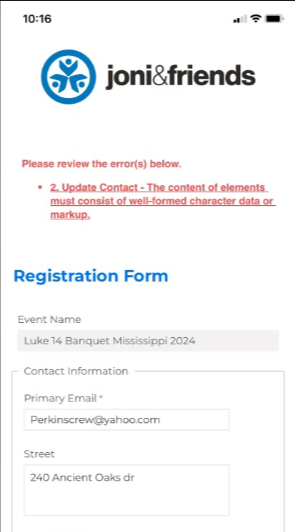 10:16
joni&friends
Please review the error(s) below.
• 2. Update Contact - The content of elements
must consist of well-formed character data or
markup.
Registration Form
Event Name
Luke 14 Banquet Mississippi 2024
Contact Information
Primary Email *
Perkinscrew@yahoo.com
Street
240 Ancient Oaks dr